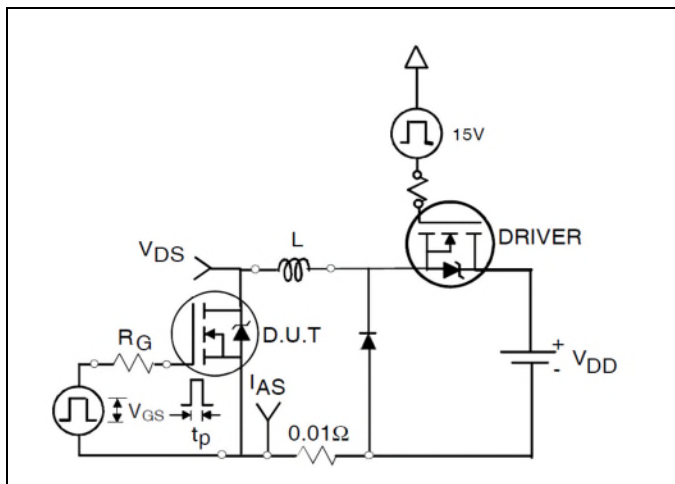 15V
DRIVER
L
VDS
RG
D.U.T
IAS
VGS
tp
0.01Ω
+
-
VDD